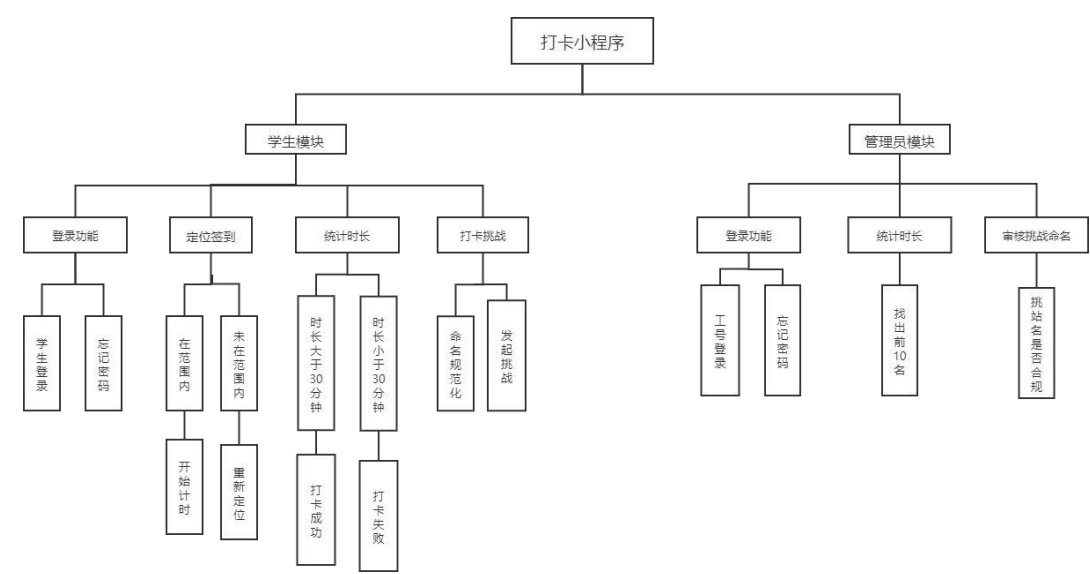 打卡小程序
学生模块
管理员模块
登录功能
定位签到
统计时长
打卡挑战
登录功能
统计时长
审核挑战命名
学生登录
忘记密码
在范围内
未在范围内
时长大于30分钟
时长小于30分钟
命名规范化
发起挑战
工号登录
忘记密码
找出前10名
挑站名是否合规
开始计时
重新定位
打卡成功
打卡失败